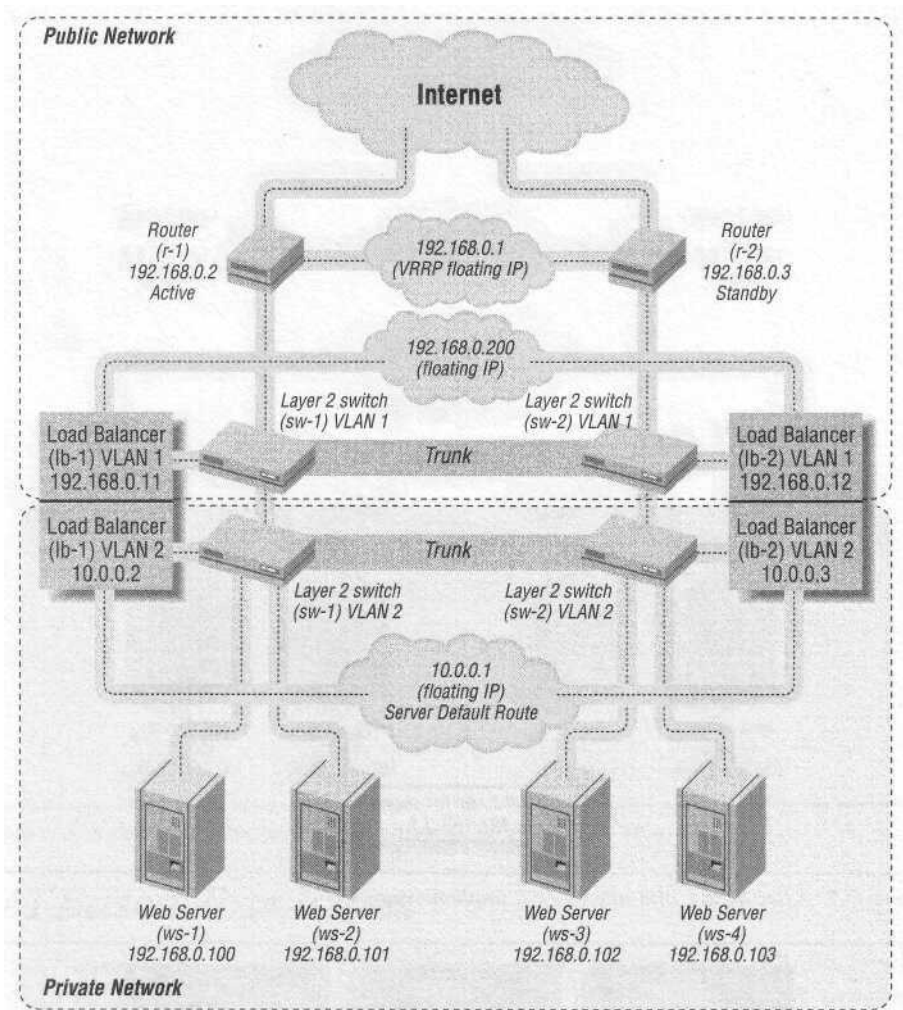 Public Network
Internet
Router
(r-1)
192.168.0.2
Active
192.168.0.1
(VRRP floating IP)
Router
(r-2)
192.168.0.3
Standby
192.168.0.200
(floating IP)
Layer 2 switch
(sw-1) VLAN 1
Layer 2 switch
(sw-2) VLAN 1
Load Balancer
(lb-1) VLAN 1
192.168.0.11
Trunk
Load Balancer
(lb-2) VLAN 1
192.168.0.12
Load Balancer
(lb-1) VLAN 2
10.0.0.2
Trunk
Load Balancer
(lb-2) VLAN 2
10.0.0.3
Layer 2 switch
(sw-1) VLAN 2
Layer 2 switch
(sw-2) VLAN 2
10.0.0.1
(floating IP)
Server Default Route
Web Server
(ws-1)
192.168.0.100
Web Server
(ws-2)
192.168.0.101
Web Server
(ws-3)
192.168.0.102
Web Server
(ws-4)
192.168.0.103
Private Network